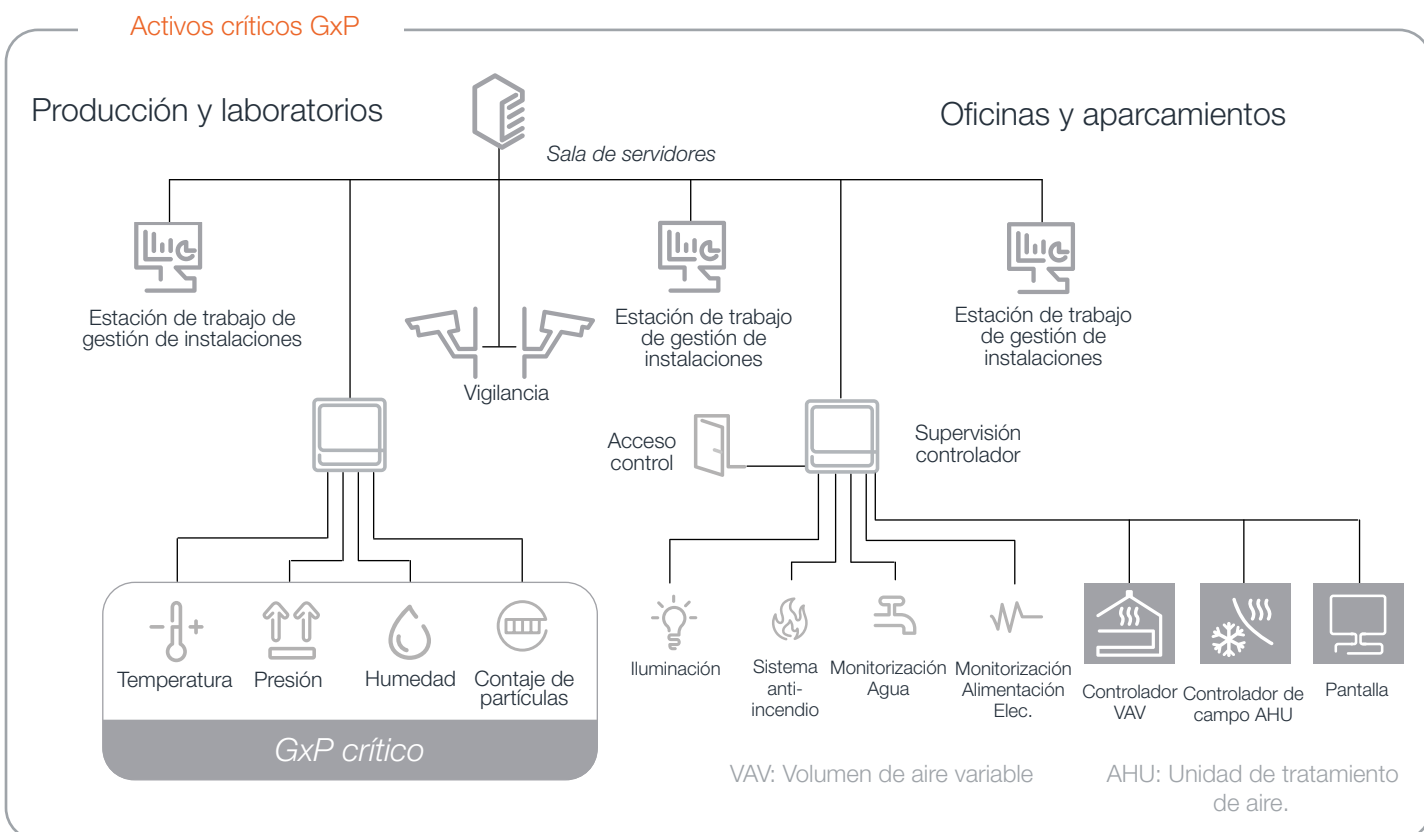 Activos críticos GxP
Producción y laboratorios
Oficinas y aparcamientos
Sala de servidores
Estación de trabajo de
gestión de instalaciones
Estación de trabajo
de gestión de
instalaciones
Estación de trabajo
de gestión de
instalaciones
Vigilancia
Acceso
control
Supervisión
controlador
Temperatura
Presión
Humedad
Contaje de
partículas
GxP crítico
Iluminación
Sistema
anti-
incendio
Monitorización
Agua
Monitorización
Alimentación
Elec.
Controlador
VAV
Controlador de
campo AHU
Pantalla
VAV: Volumen de aire variable
AHU: Unidad de tratamiento
de aire.